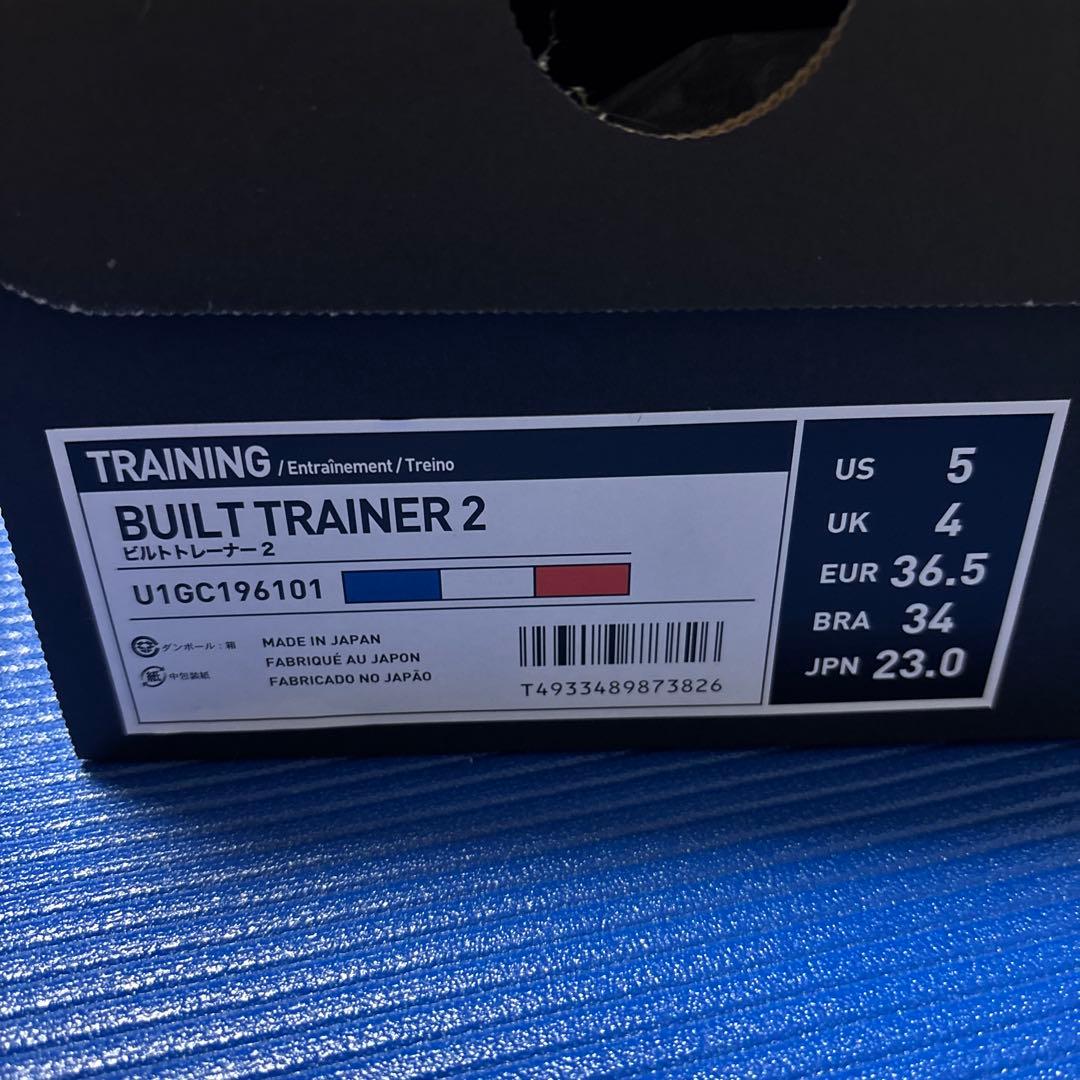 TRAINING / Entraînement / Treino
BUILT TRAINER 2
ビルトトレーナー 2
U1GC196101
ダンボール : 箱
紙 中包装紙
MADE IN JAPAN
FABRIQUÉ AU JAPON
FABRICADO NO JAPÃO
T4933489873826
US 5
UK 4
EUR 36.5
BRA 34
JPN 23.0